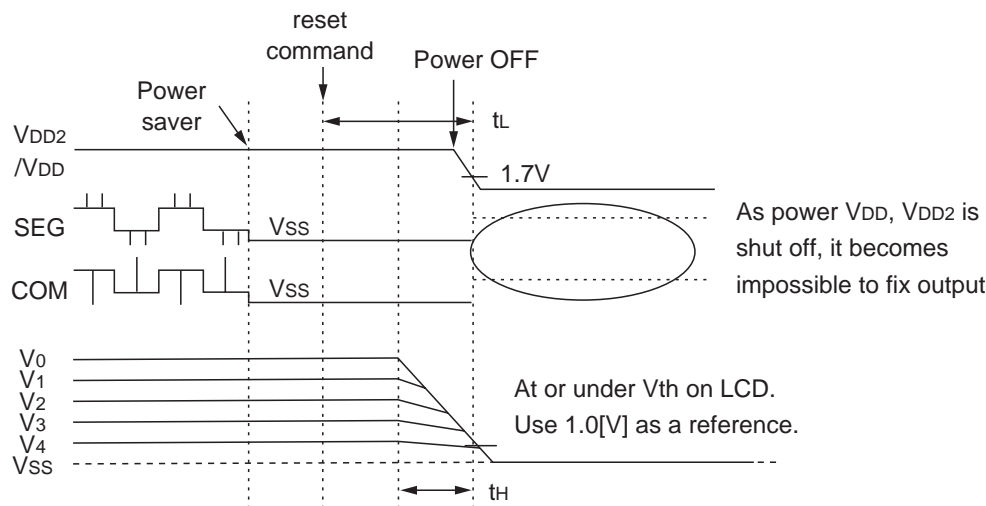 reset
command
Power OFF
Power
saver
tL
VDD2
/VDD
1.7V
SEG
VSS
As power VDD, VDD2 is
shut off, it becomes
impossible to fix output
COM
VSS
V0
V1
V2
V3
V4
VSS
At or under Vth on LCD.
Use 1.0[V] as a reference.
tH